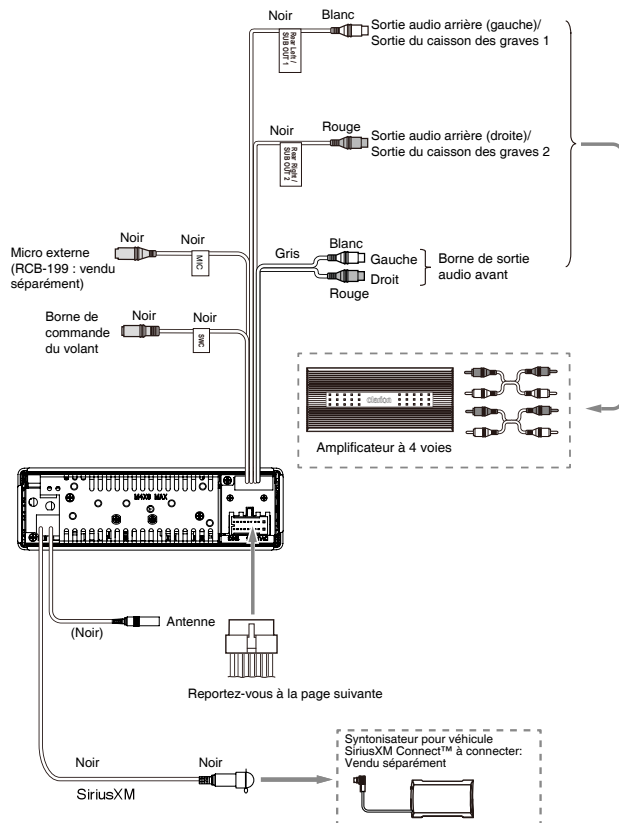 Noir
Blanc
Rear Left /
SUB OUT 1
Sortie audio arrière (gauche)/
Sortie du caisson des graves 1
Noir
Rouge
Rear Right /
SUB OUT 2
Sortie audio arrière (droite)/
Sortie du caisson des graves 2
Micro externe
(RCB-199 : vendu
séparément)
Noir
Noir
MIC
Gris
Blanc
Gauche
Droit
Rouge
Borne de sortie
audio avant
Borne de
commande
du volant
Noir
Noir
SWC
clarion
Amplificateur à 4 voies
M4X8 MAX
(Noir)
Antenne
Reportez-vous à la page suivante
Noir
Noir
SiriusXM
Syntonisateur pour véhicule
SiriusXM Connect™ à connecter:
Vendu séparément